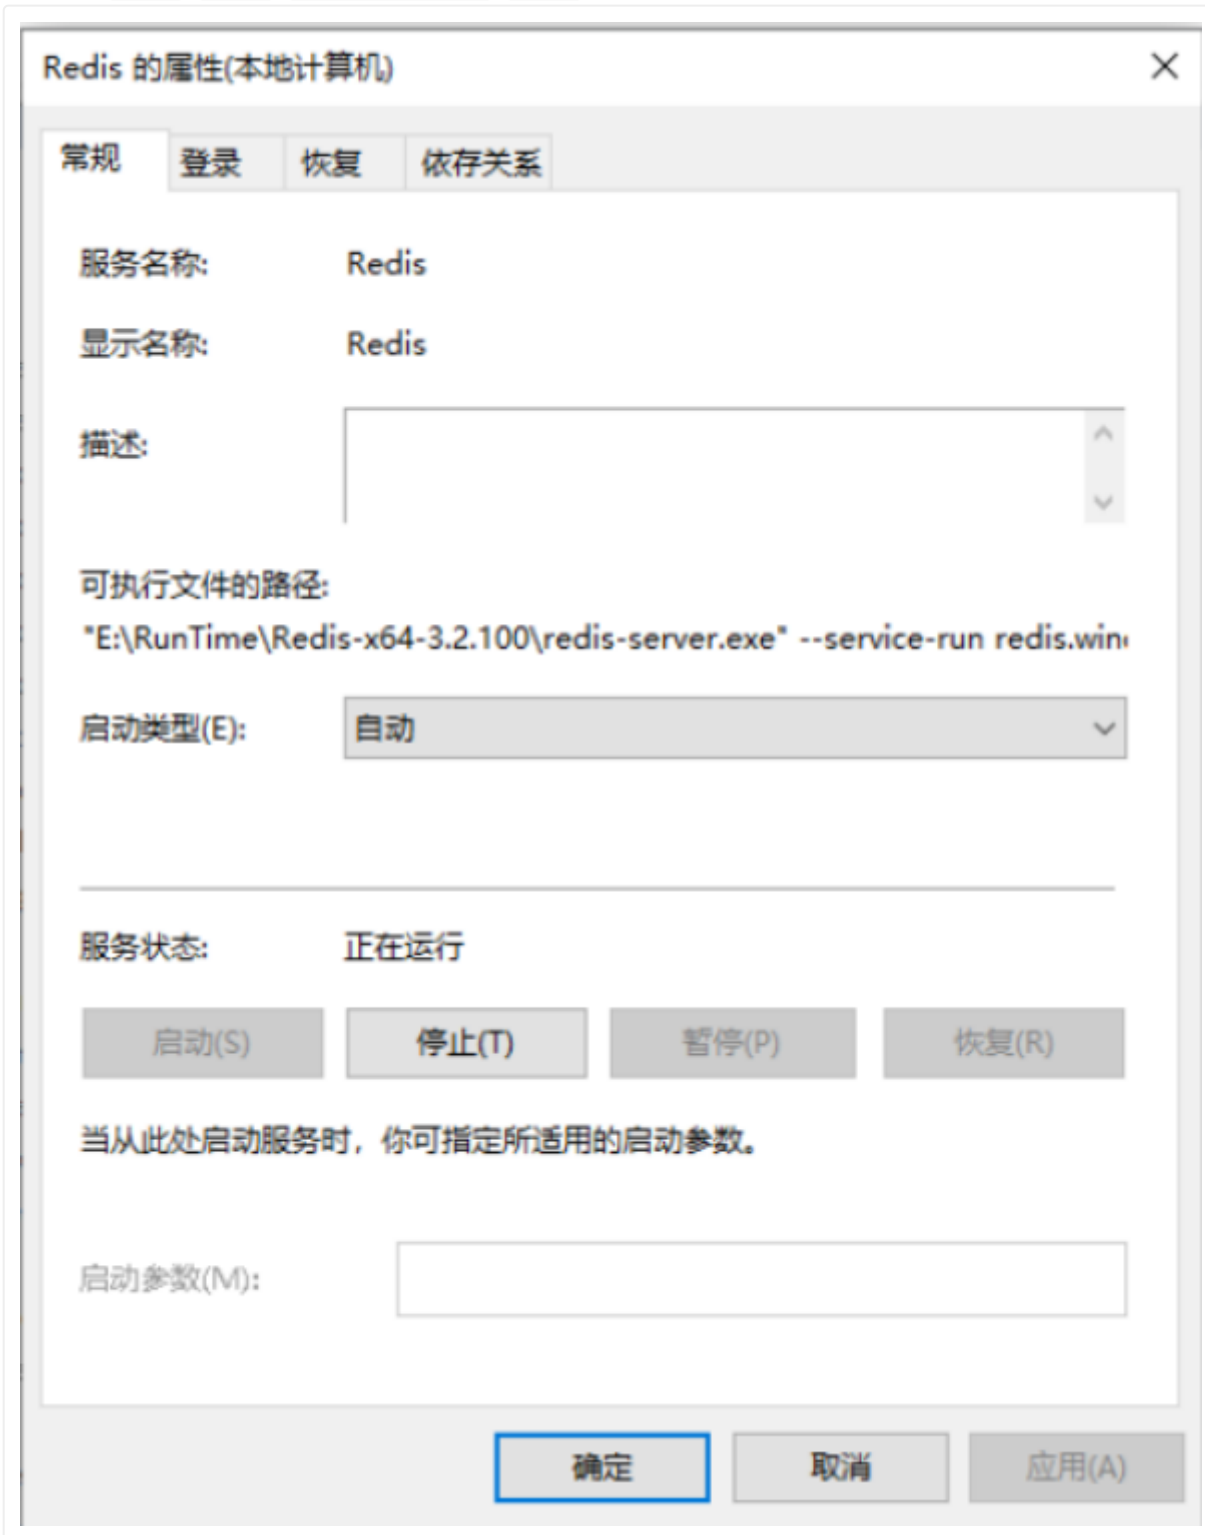 Redis 的属性(本地计算机)
常规 登录 恢复 依存关系
服务名称: Redis
显示名称: Redis
描述:
可执行文件的路径:
"E:\RunTime\Redis-x64-3.2.100\redis-server.exe" --service-run redis.win
启动类型(E): 自动
服务状态: 正在运行
启动(S) 停止(T) 暂停(P) 恢复(R)
当从此处启动服务时，你可指定所适用的启动参数。
启动参数(M):
确定 取消 应用(A)